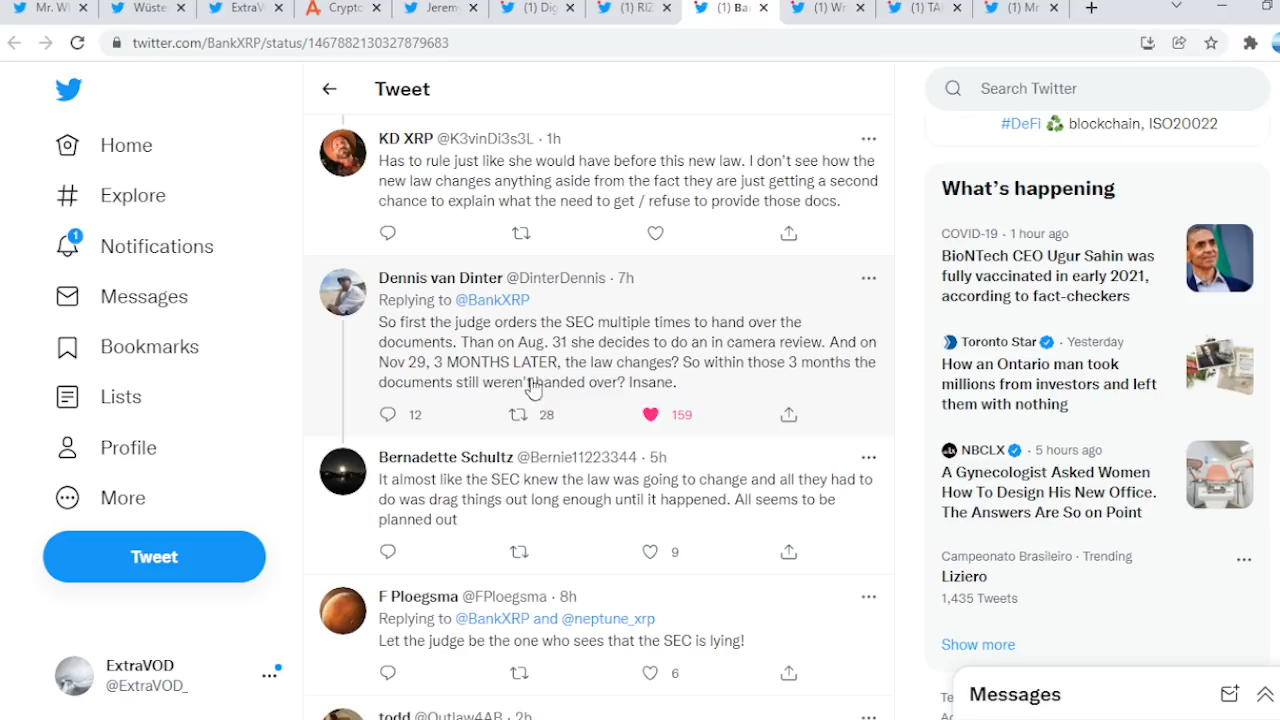 Mr. Wi
Wüste
ExtraV
Crypto
Jerem
(1) Dig
(1) RIZ
(1) Ba
(1) Wr
(1) TA
(1) Mr
twitter.com/BankXRP/status/1467882130327879683
Home
Explore
1
Notifications
Messages
Bookmarks
Lists
Profile
More
Tweet
ExtraVOD
@ExtraVOD_
Tweet
KD XRP @K3vinDi3s3L · 1h
Has to rule just like she would have before this new law. I don't see how the
new law changes anything aside from the fact they are just getting a second
chance to explain what the need to get / refuse to provide those docs.
Dennis van Dinter @DinterDennis · 7h
Replying to @BankXRP
So first the judge orders the SEC multiple times to hand over the
documents. Than on Aug. 31 she decides to do an in camera review. And on
Nov 29, 3 MONTHS LATER, the law changes? So within those 3 months the
documents still weren't handed over? Insane.
12 28 159
Bernadette Schultz @Bernie11223344 · 5h
It almost like the SEC knew the law was going to change and all they had to
do was drag things out long enough until it happened. All seems to be
planned out
9
F Ploegsma @FPloegsma · 8h
Replying to @BankXRP and @neptune_xrp
Let the judge be the one who sees that the SEC is lying!
6
todd @Outlaw4AB · 2h
Search Twitter
#DeFi ♻️ blockchain, ISO20022
What's happening
COVID-19 · 1 hour ago
BioNTech CEO Ugur Sahin was
fully vaccinated in early 2021,
according to fact-checkers
Toronto Star · Yesterday
How an Ontario man took
millions from investors and left
them with nothing
NBCLX · 5 hours ago
A Gynecologist Asked Women
How To Design His New Office.
The Answers Are So on Point
Campeonato Brasileiro · Trending
Liziero
1,435 Tweets
Show more
Messages